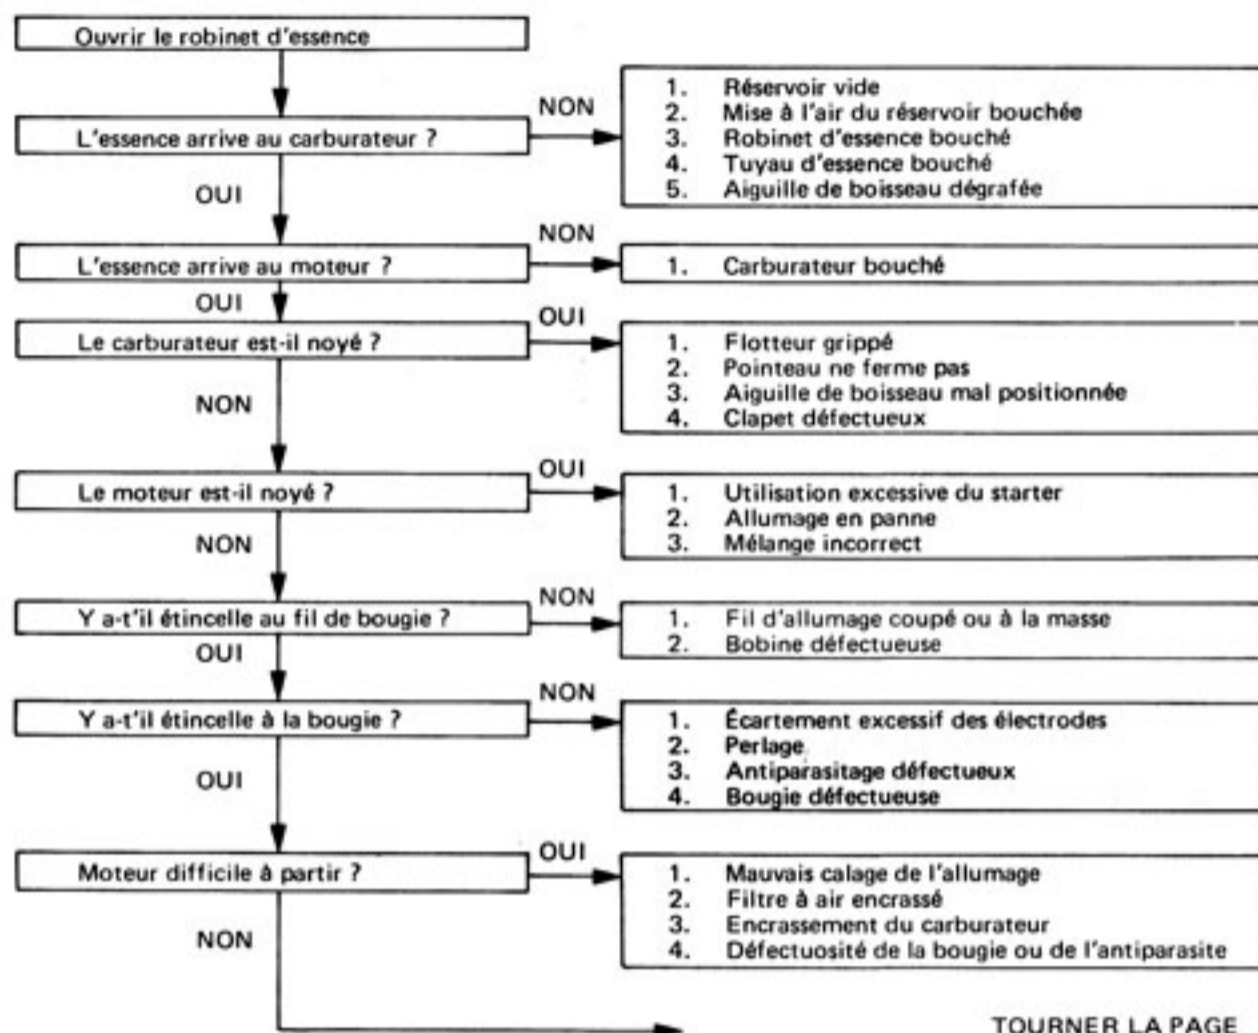 Ouvrir le robinet d'essence
NON
L'essence arrive au carburateur ?
1. Réservoir vide
2. Mise à l'air du réservoir bouchée
3. Robinet d'essence bouché
4. Tuyau d'essence bouché
5. Aiguille de boisseau dégrafée
OUI
NON
L'essence arrive au moteur ?
1. Carburateur bouché
OUI
OUI
Le carburateur est-il noyé ?
1. Flotteur grippé
2. Pointeau ne ferme pas
3. Aiguille de boisseau mal positionnée
4. Clapet défectueux
NON
OUI
Le moteur est-il noyé ?
1. Utilisation excessive du starter
2. Allumage en panne
3. Mélange incorrect
NON
NON
Y a-t'il étincelle au fil de bougie ?
1. Fil d'allumage coupé ou à la masse
2. Bobine défectueuse
OUI
NON
Y a-t'il étincelle à la bougie ?
1. Écartement excessif des électrodes
2. Perlage
3. Antiparasitage défectueux
4. Bougie défectueuse
OUI
OUI
Moteur difficile à partir ?
1. Mauvais calage de l'allumage
2. Filtre à air encrassé
3. Encrassement du carburateur
4. Défectuosité de la bougie ou de l'antiparasite
NON
TOURNER LA PAGE